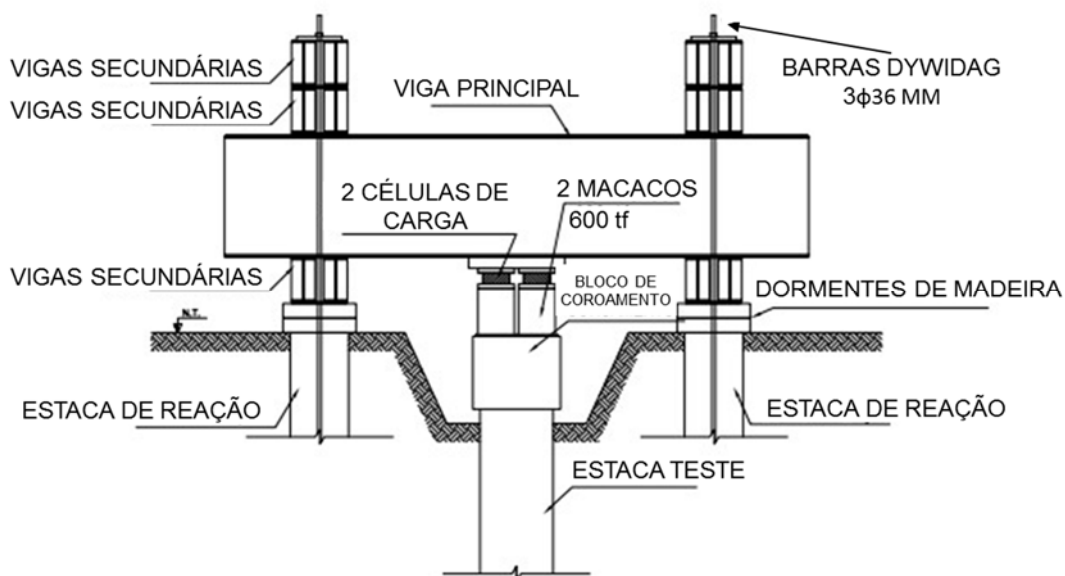 VIGAS SECUNDÁRIAS
VIGAS SECUNDÁRIAS
VIGA PRINCIPAL
BARRAS DYWIDAG
3ϕ36 MM
2 CÉLULAS DE
CARGA
2 MACACOS
600 tf
VIGAS SECUNDÁRIAS
BLOCO DE
COROAMENTO
DORMENTES DE MADEIRA
N.T.
ESTACA DE REAÇÃO
ESTACA DE REAÇÃO
ESTACA TESTE